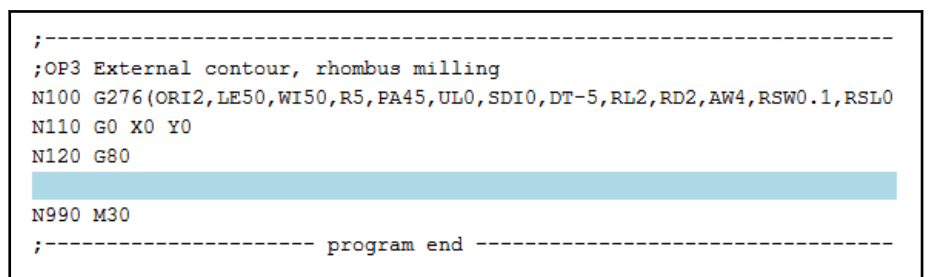 ;---------------------------------------------------------------------
;OP3 External contour, rhombus milling
N100 G276(ORI2,LE50,WI50,R5,PA45,UL0,SDI0,DT-5,RL2,RD2,AW4,RSW0.1,RSL0
N110 G0 X0 Y0
N120 G80
N990 M30
;---------------------- program end ----------------------------------